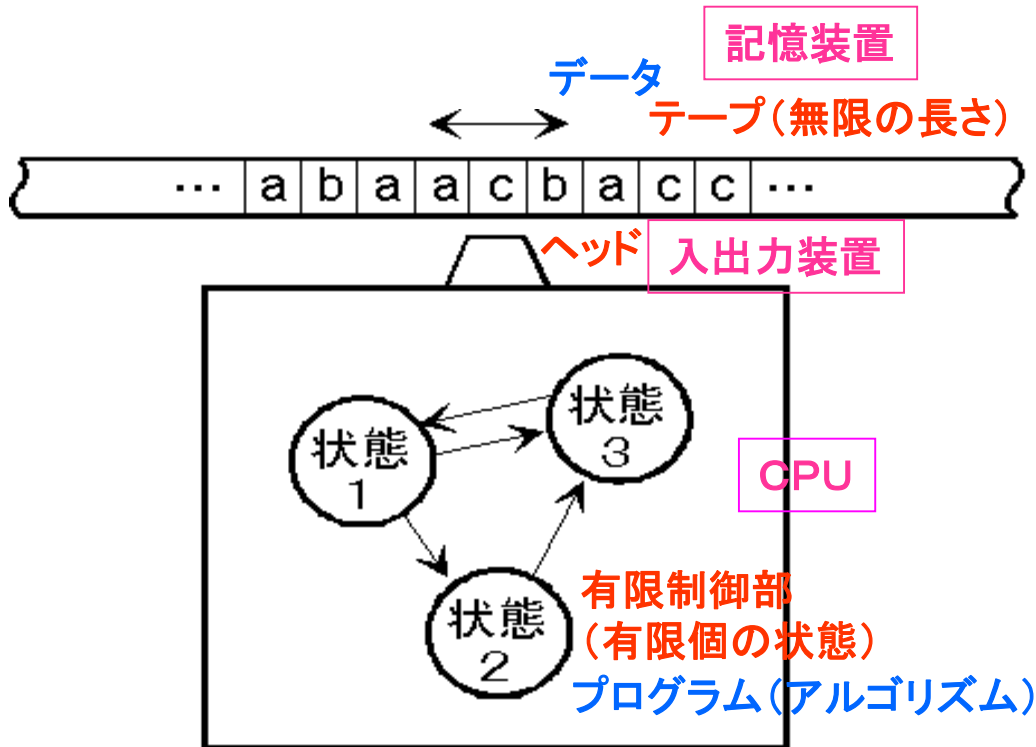 記憶装置
データ
テープ(無限の長さ)
… a b a a c b a c c …
ヘッド
入出力装置
状態
1
状態
3
CPU
状態
2
有限制御部
(有限個の状態)
プログラム(アルゴリズム)